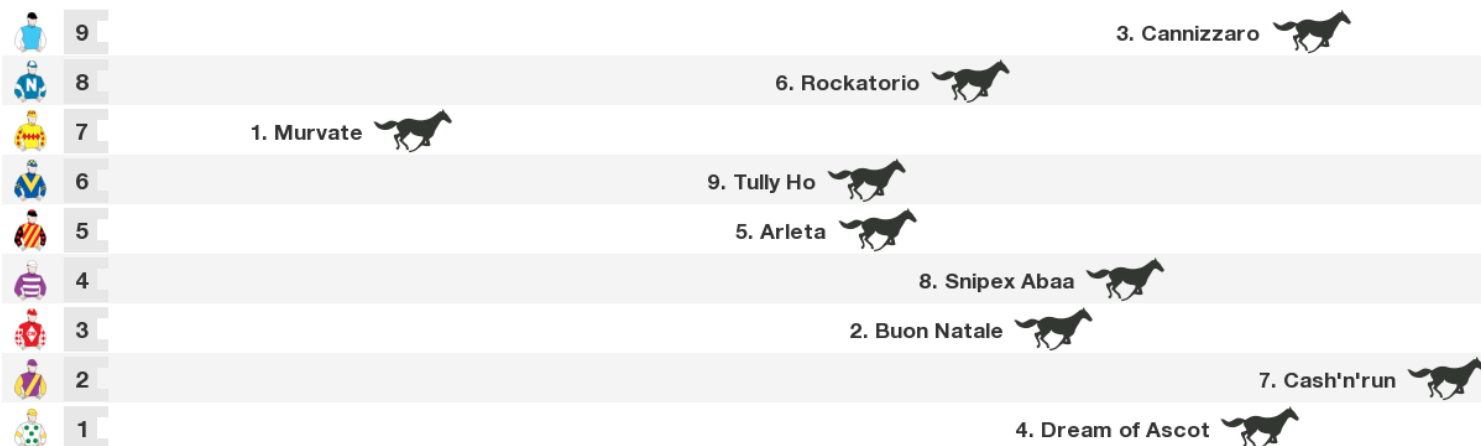 9 3. Cannizzaro
N 8 6. Rockatorio
7 1. Murvate
6 9. Tully Ho
5 5. Arleta
4 8. Snipex Abaa
3 2. Buon Natale
2 7. Cash'n'run
1 4. Dream of Ascot